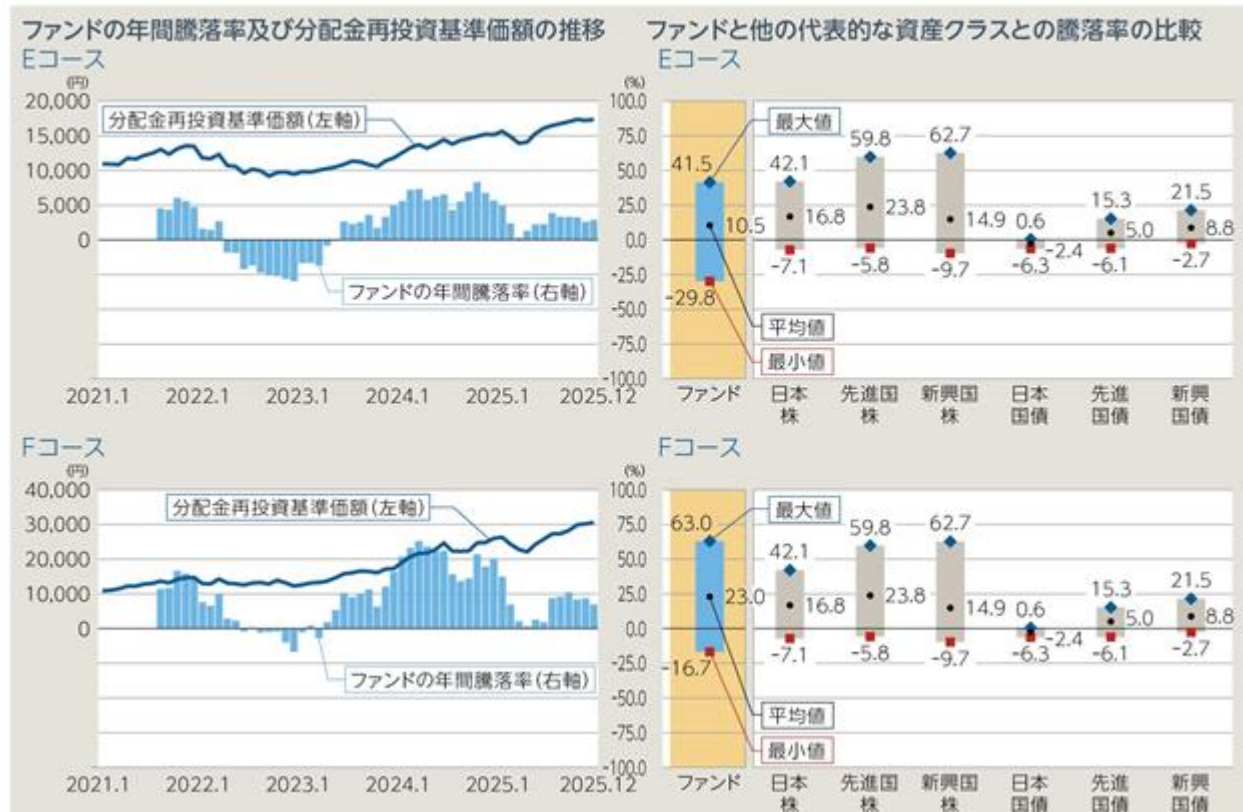 ファンドの年間騰落率及び分配金再投資基準価額の推移
Eコース
(円)
20,000
15,000
10,000
5,000
0
分配金再投資基準価額(左軸)
ファンドの年間騰落率(右軸)
(%)
100.0
75.0
50.0
25.0
0.0
-25.0
-50.0
-75.0
-100.0
2021.1 2022.1 2023.1 2024.1 2025.1 2025.12
ファンドと他の代表的な資産クラスとの騰落率の比較
Eコース
最大値
平均値
最小値
41.5 42.1 59.8 62.7 0.6 15.3 21.5
10.5 16.8 23.8 14.9 -2.4 5.0 8.8
-29.8 -7.1 -5.8 -9.7 -6.3 -6.1 -2.7
ファンド 日本 先進国 新興国 日本 先進 新興
株 株 株 国債 国債 国債
Fコース
(円)
40,000
30,000
20,000
10,000
0
分配金再投資基準価額(左軸)
ファンドの年間騰落率(右軸)
(%)
100.0
75.0
50.0
25.0
0.0
-25.0
-50.0
-75.0
-100.0
2021.1 2022.1 2023.1 2024.1 2025.1 2025.12
Fコース
最大値
平均値
最小値
63.0 42.1 59.8 62.7 0.6 15.3 21.5
23.0 16.8 23.8 14.9 -2.4 5.0 8.8
-16.7 -7.1 -5.8 -9.7 -6.3 -6.1 -2.7
ファンド 日本 先進国 新興国 日本 先進 新興
株 株 株 国債 国債 国債